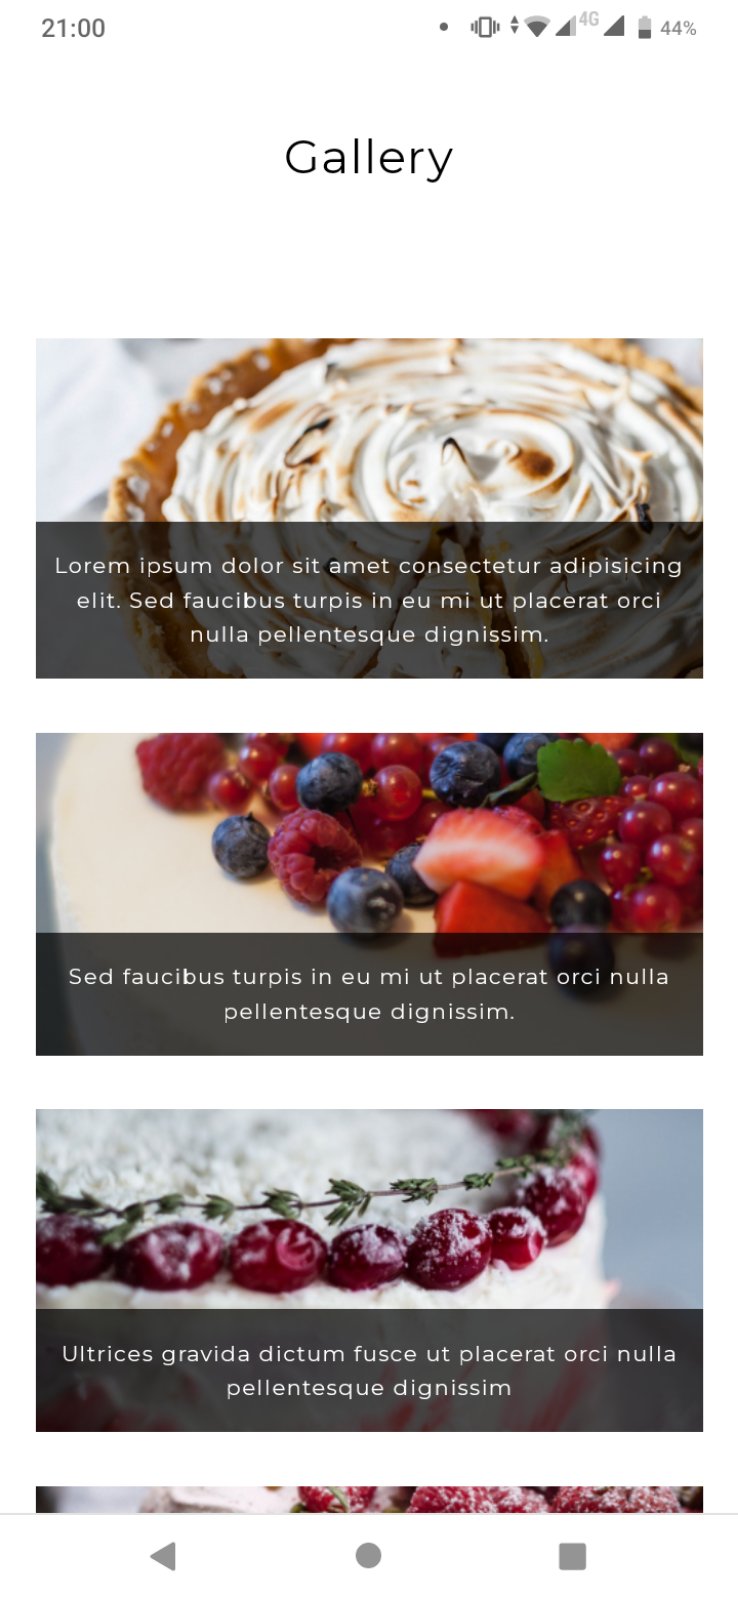 21:00
4G
44%
Gallery
Lorem ipsum dolor sit amet consectetur adipisicing
elit. Sed faucibus turpis in eu mi ut placerat orci
nulla pellentesque dignissim.
Sed faucibus turpis in eu mi ut placerat orci nulla
pellentesque dignissim.
Ultrices gravida dictum fusce ut placerat orci nulla
pellentesque dignissim